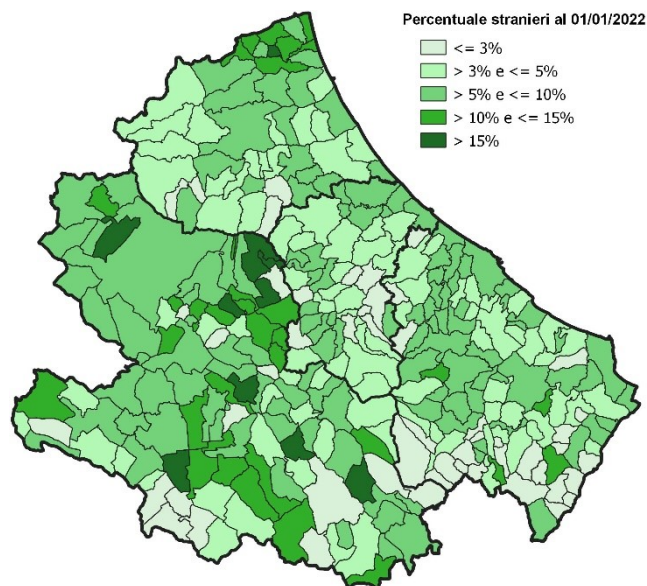 Percentuale stranieri al 01/01/2022
<= 3%
> 3% e <= 5%
> 5% e <= 10%
> 10% e <= 15%
> 15%